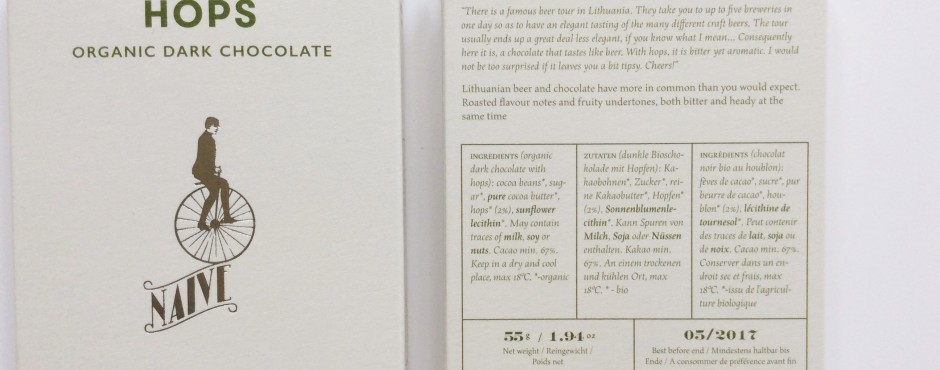 HOPS
ORGANIC DARK CHOCOLATE
NAIVE
"There is a famous beer tour in Lithuania. They take you to up to five breweries in
one day so as to have an elegant tasting of the many different craft beers. The tour
usually ends up a great deal less elegant, if you know what I mean... Consequently
here it is, a chocolate that tastes like beer. With hops, it is bitter yet aromatic. I would
not be too surprised if it leaves you a bit tipsy. Cheers!"
Lithuanian beer and chocolate have more in common than you would expect.
Roasted flavour notes and fruity undertones, both bitter and heady at the
same time
INGREDIENTS (organic
dark chocolate with
hops): cocoa beans*, sug-
ar*, pure cocoa butter*,
hops* (2%), sunflower
lecithin*. May contain
traces of milk, soy or
nuts. Cacao min. 67%.
Keep in a dry and cool
place, max 18°C. *-organic
ZUTATEN (dunkle Biosch-
kolade mit Hopfen): Ka-
kaobohnen*, Zucker*, rei-
ne Kakaobutter*, Hopfen*
(2%), Sonnenblumenle-
cithin*. Kann Spuren von
Milch, Soja oder Nüssen
enthalten. Kakao min.
67%. An einem trockenen
und kühlen Ort, max
18°C. * - bio
INGRÉDIENTS (chocolat
noir bio au houblon):
fèves de cacao*, sucre*, pur
beurre de cacao*, hou-
blon* (2%), lécithine de
tournesol*. Peut contenir
des traces de lait, soja ou
de noix. Cacao min. 67%.
Conserver dans un en-
droit sec et frais, max
18°C. *-issu de l'agricul-
ture biologique
55g / 1.94oz
Net weight / Reingewicht /
Poids net
05/2017
Best before end / Mindestens haltbar bis
Ende / A consommer de préférence avant fin